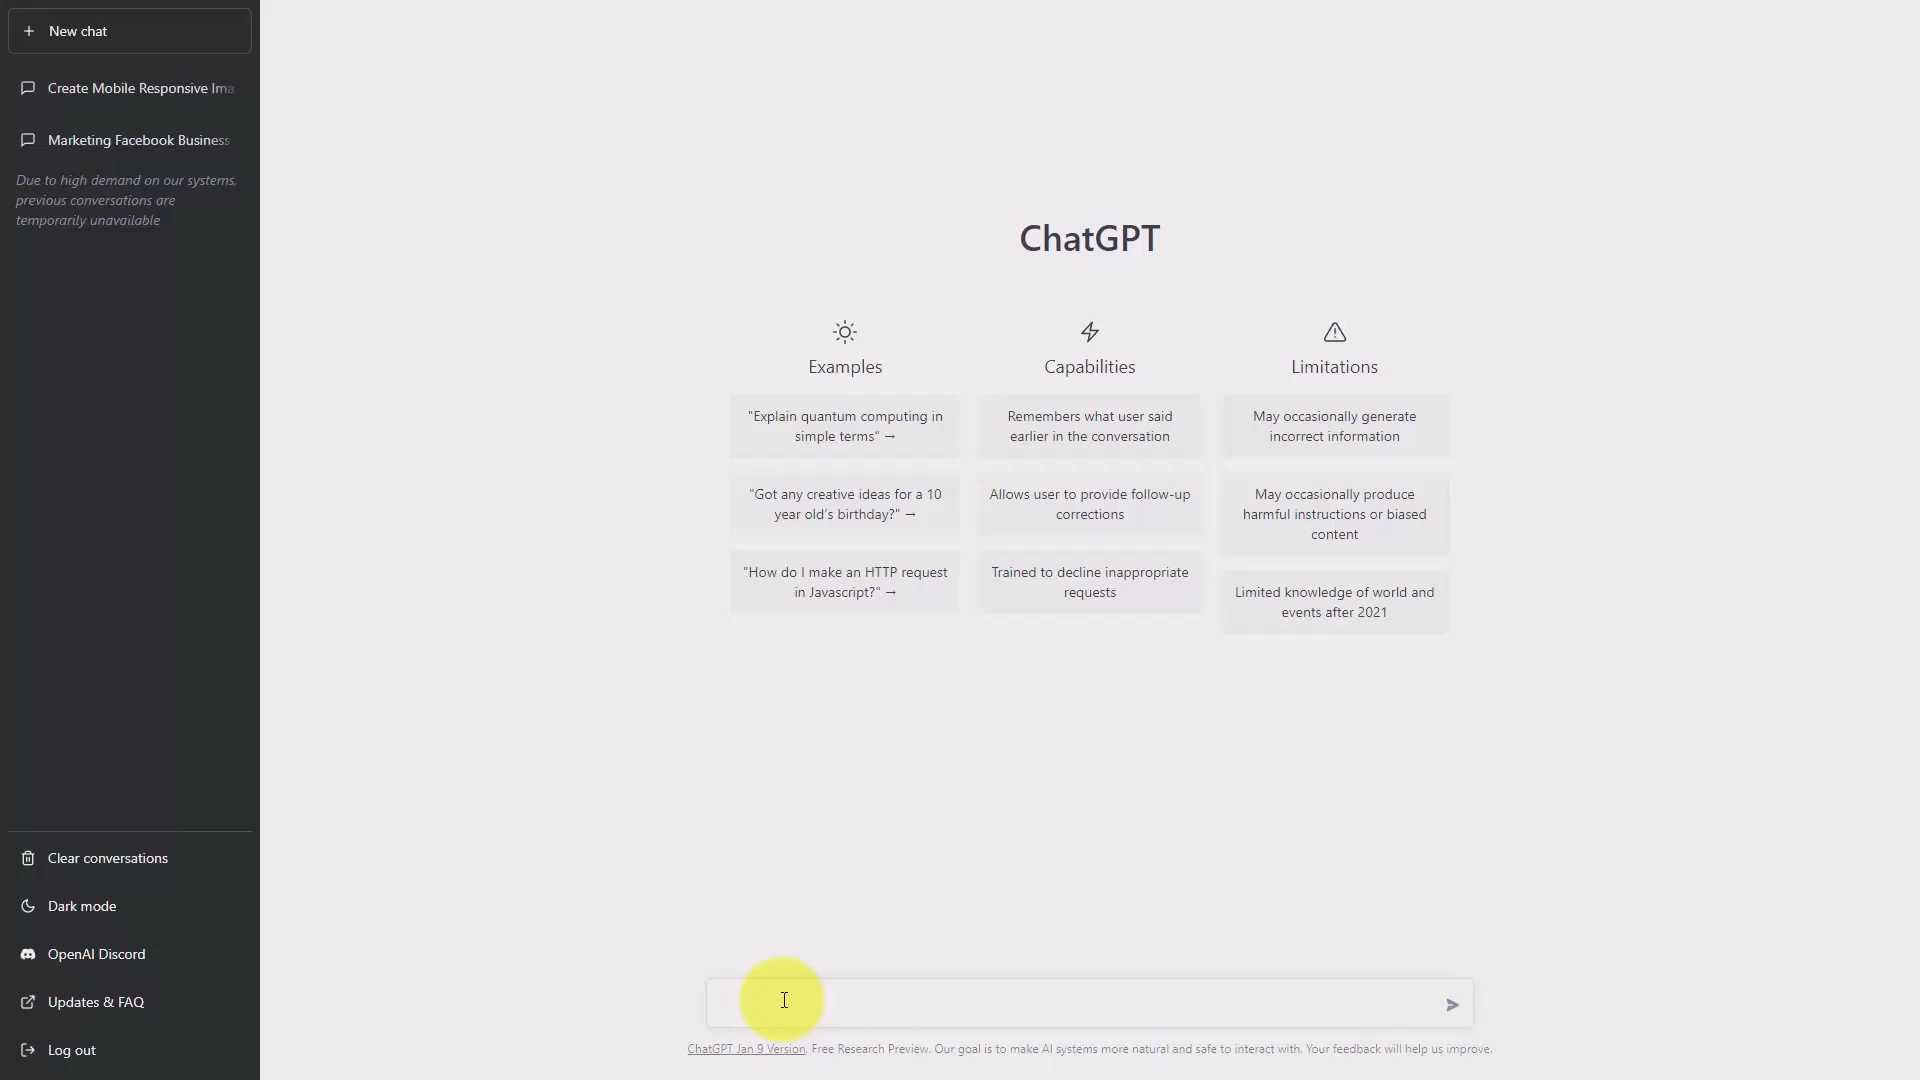 New chat
Create Mobile Responsive Ima
Marketing Facebook Business
Due to high demand on our systems,
previous conversations are
temporarily unavailable
Clear conversations
Dark mode
OpenAI Discord
Updates & FAQ
Log out
ChatGPT
Examples
"Explain quantum computing in
simple terms" →
"Got any creative ideas for a 10
year old's birthday?" →
"How do I make an HTTP request
in Javascript?" →
Capabilities
Remembers what user said
earlier in the conversation
Allows user to provide follow-up
corrections
Trained to decline inappropriate
requests
Limitations
May occasionally generate
incorrect information
May occasionally produce
harmful instructions or biased
content
Limited knowledge of world and
events after 2021
ChatGPT Jan 9 Version. Free Research Preview. Our goal is to make AI systems more natural and safe to interact with. Your feedback will help us improve.